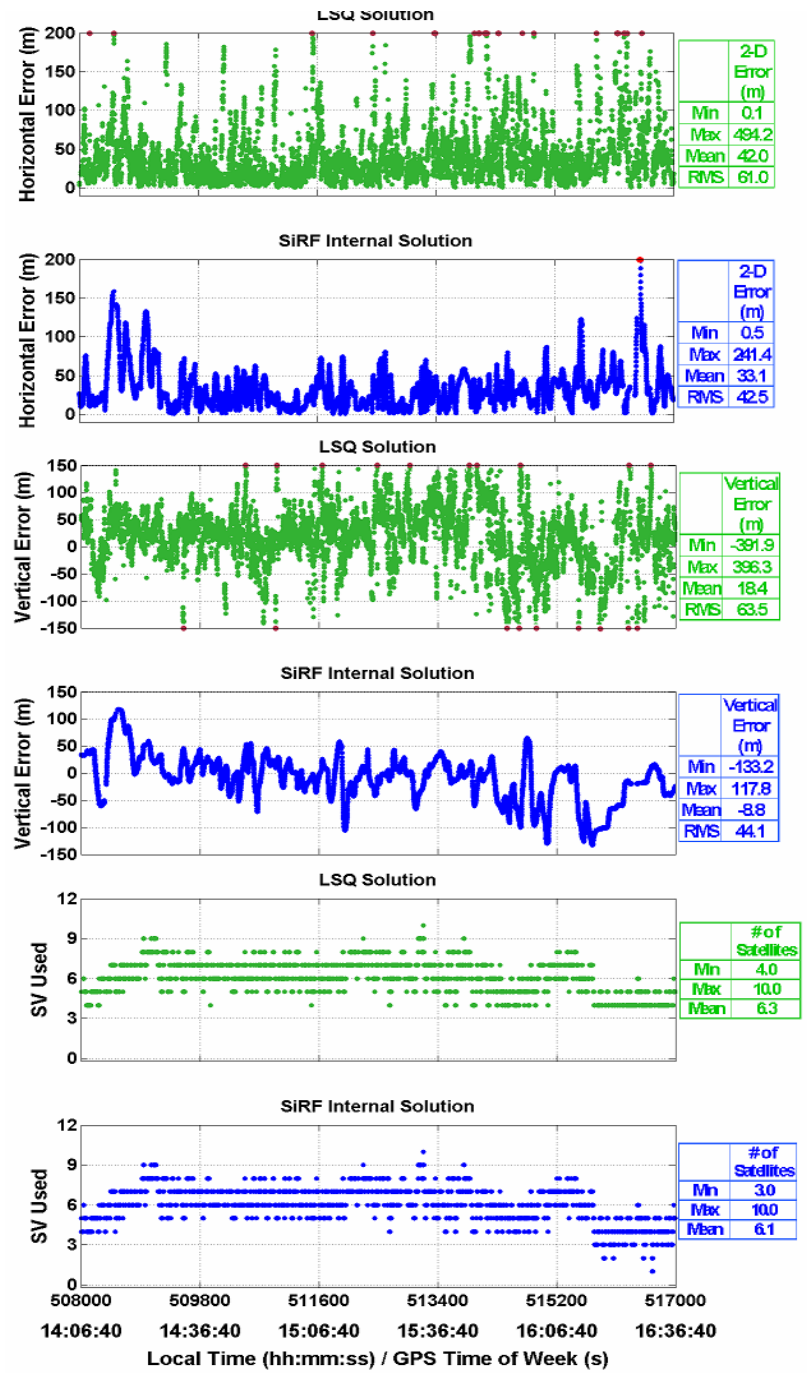 LSQ Solution
Horizontal Error (m)
200
150
100
50
0
2-D
Error
(m)
Min 0.1
Max 494.2
Mean 42.0
RMS 61.0
SiRF Internal Solution
Horizontal Error (m)
200
150
100
50
0
2-D
Error
(m)
Min 0.5
Max 241.4
Mean 33.1
RMS 42.5
LSQ Solution
Vertical Error (m)
150
100
50
0
-50
-100
-150
Vertical
Error
(m)
Min -391.9
Max 396.3
Mean 18.4
RMS 63.5
SiRF Internal Solution
Vertical Error (m)
150
100
50
0
-50
-100
-150
Vertical
Error
(m)
Min -133.2
Max 117.8
Mean -8.8
RMS 44.1
LSQ Solution
SV Used
12
9
6
3
0
# of
Satellites
Min 4.0
Max 10.0
Mean 6.3
SiRF Internal Solution
SV Used
12
9
6
3
0
# of
Satellites
Min 3.0
Max 10.0
Mean 6.1
508000 509800 511600 513400 515200 517000
14:06:40 14:36:40 15:06:40 15:36:40 16:06:40 16:36:40
Local Time (hh:mm:ss) / GPS Time of Week (s)